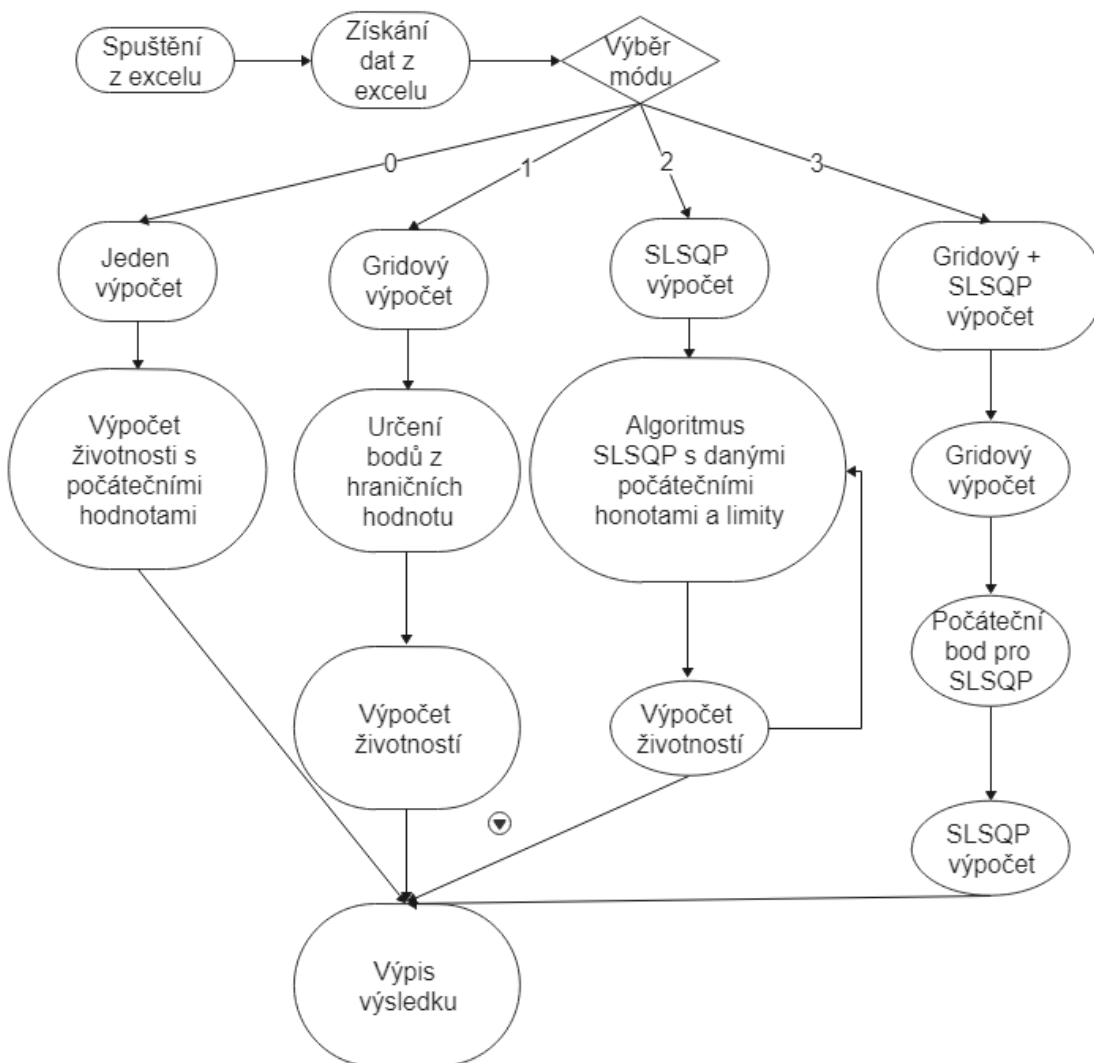 Spuštění
z excelu
Získání
dat z
excelu
Výběr
módu
0
1
2
3
Jeden
výpočet
Gridový
výpočet
SLSQP
výpočet
Gridový +
SLSQP
výpočet
Výpočet
životnosti s
počátečními
hodnotami
Určení
bodů z
hraničních
hodnotu
Algoritmus
SLSQP s danými
počátečními
honotami a limity
Gridový
výpočet
Počáteční
bod pro
SLSQP
Výpočet
životností
Výpočet
životností
SLSQP
výpočet
Výpis
výsledku